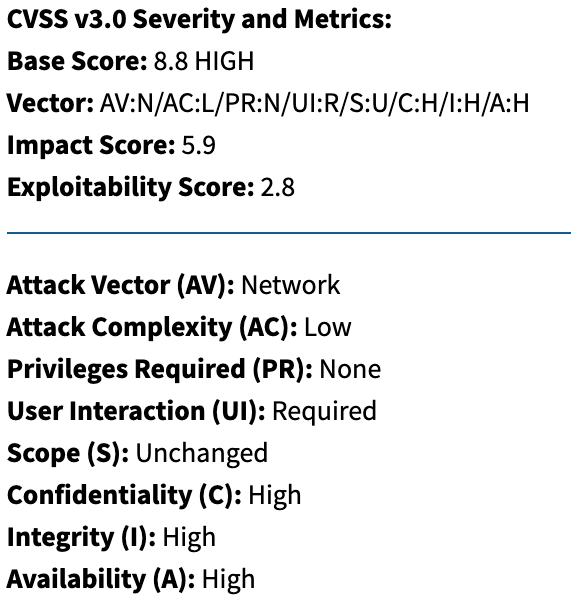 CVSS v3.0 Severity and Metrics:
Base Score: 8.8 HIGH
Vector: AV:N/AC:L/PR:N/UI:R/S:U/C:H/I:H/A:H
Impact Score: 5.9
Exploitability Score: 2.8
Attack Vector (AV): Network
Attack Complexity (AC): Low
Privileges Required (PR): None
User Interaction (UI): Required
Scope (S): Unchanged
Confidentiality (C): High
Integrity (I): High
Availability (A): High